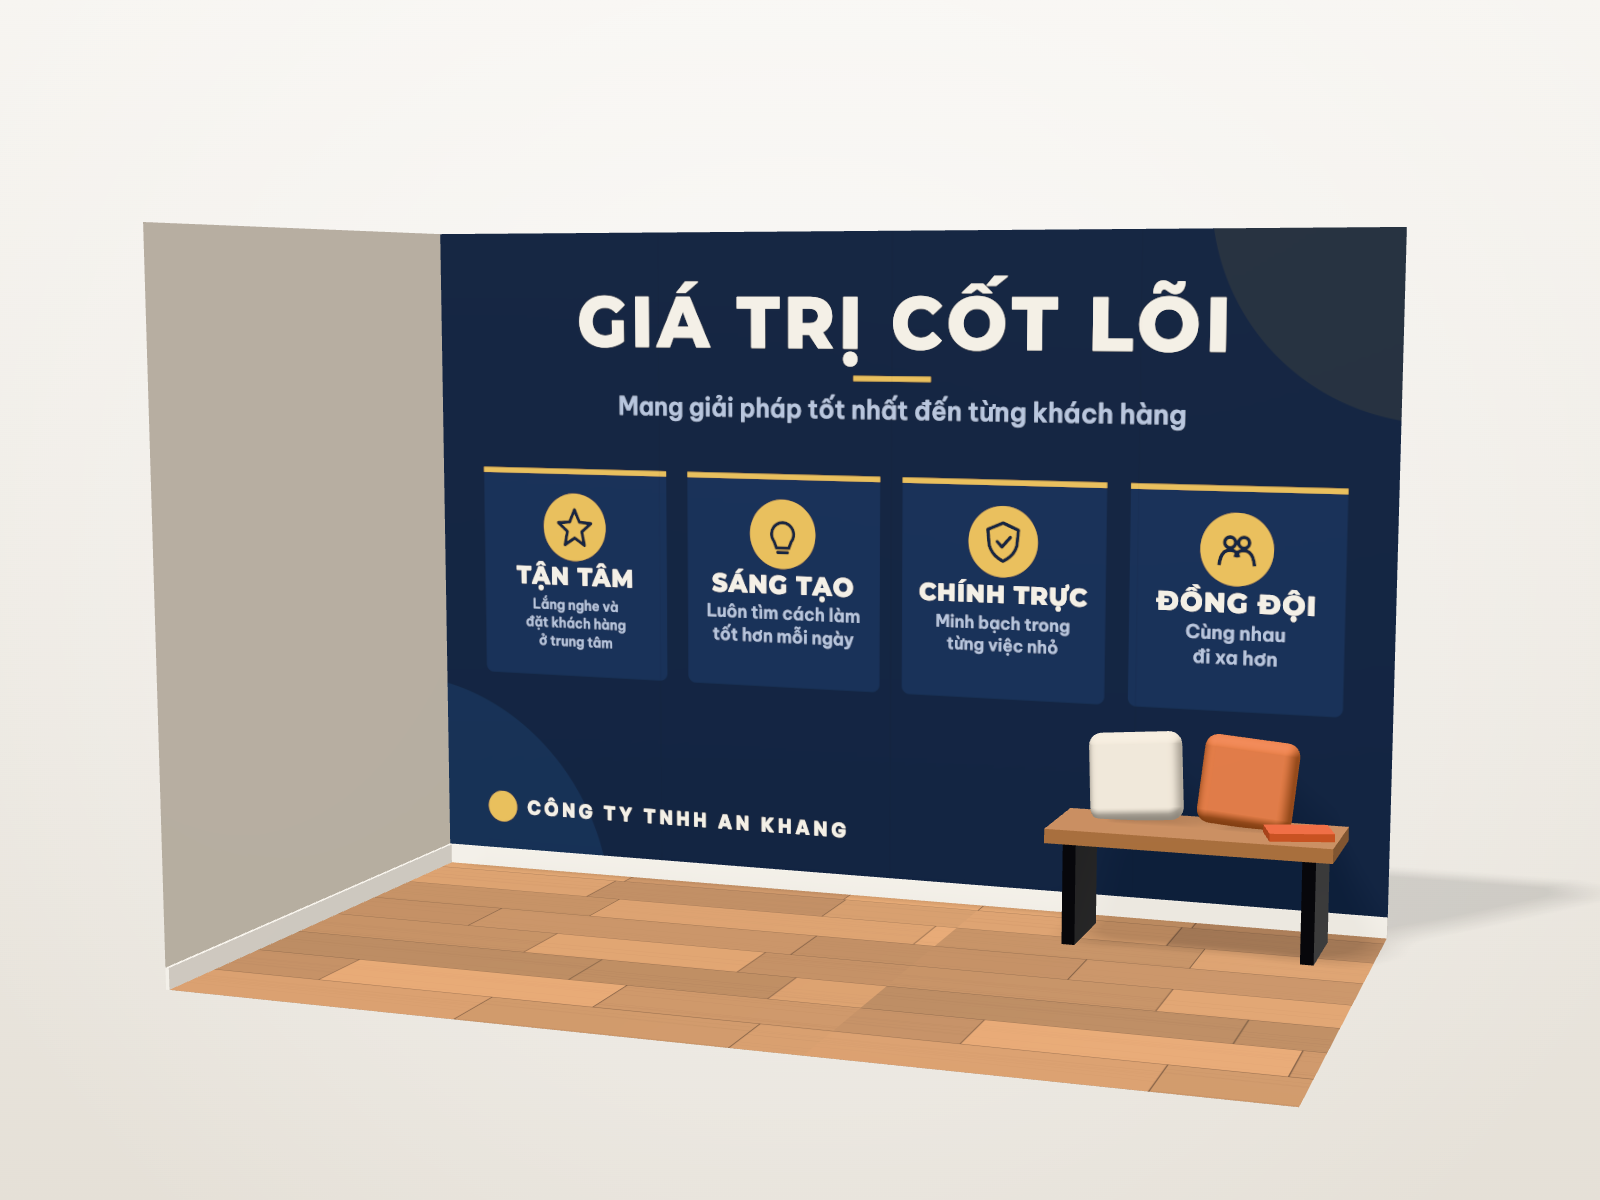 GIÁ TRỊ CỐT LÕI
Mang giải pháp tốt nhất đến từng khách hàng
TẬN TÂM
Lắng nghe và
đặt khách hàng
ở trung tâm
SÁNG TẠO
Luôn tìm cách làm
tốt hơn mỗi ngày
CHÍNH TRỰC
Minh bạch trong
từng việc nhỏ
ĐỒNG ĐỘI
Cùng nhau
đi xa hơn
CÔNG TY TNHH AN KHANG